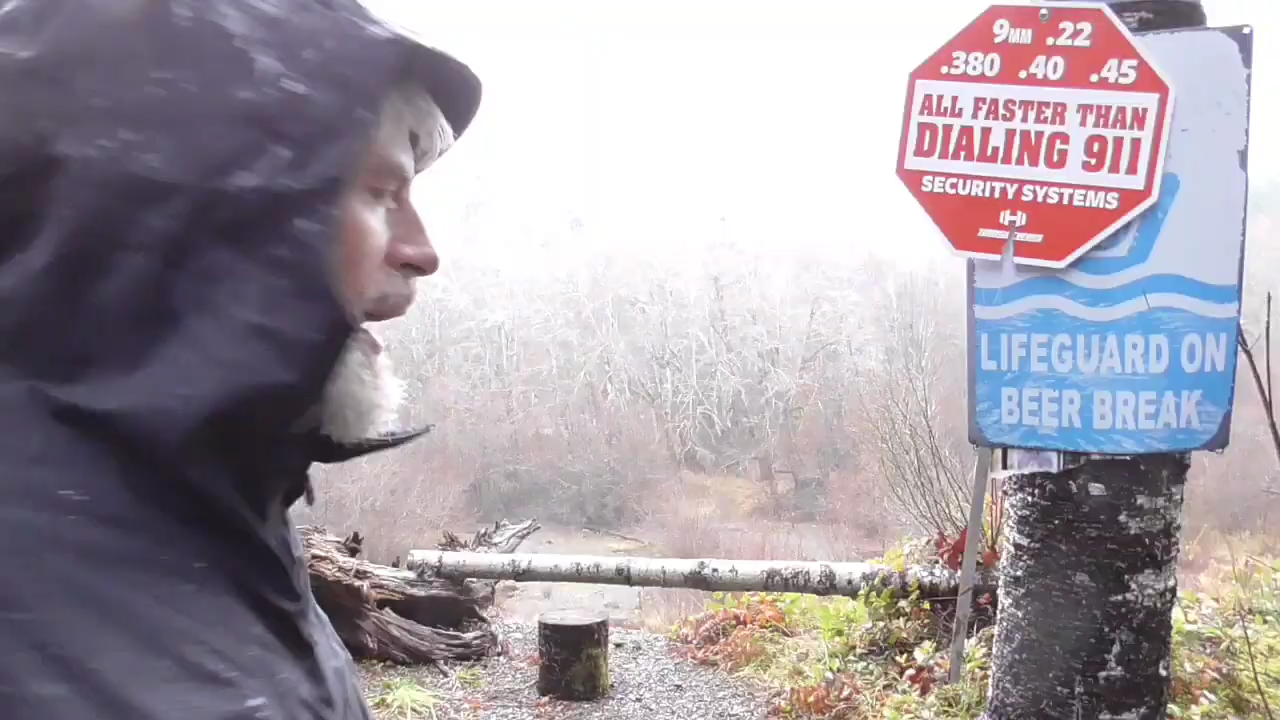 9MM .22
.380 .40 .45
ALL FASTER THAN
DIALING 911
SECURITY SYSTEMS
LIFEGUARD ON
BEER BREAK